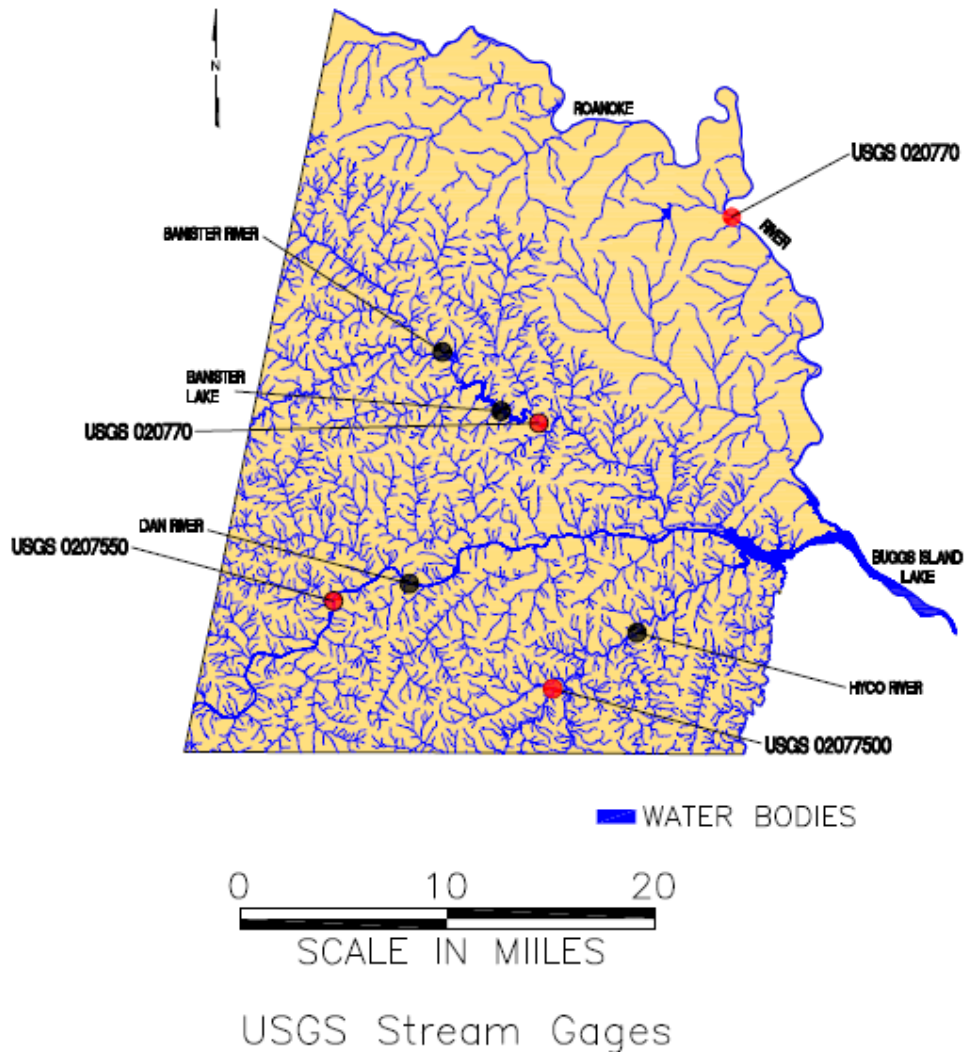 N
ROANOKE
USGS 020770
RIVER
BANISTER RIVER
BANISTER
LAKE
USGS 020770
DAN RIVER
USGS 0207550
BUGGS ISLAND
LAKE
HYCO RIVER
USGS 02077500
WATER BODIES
0 10 20
SCALE IN MIILES
USGS Stream Gages